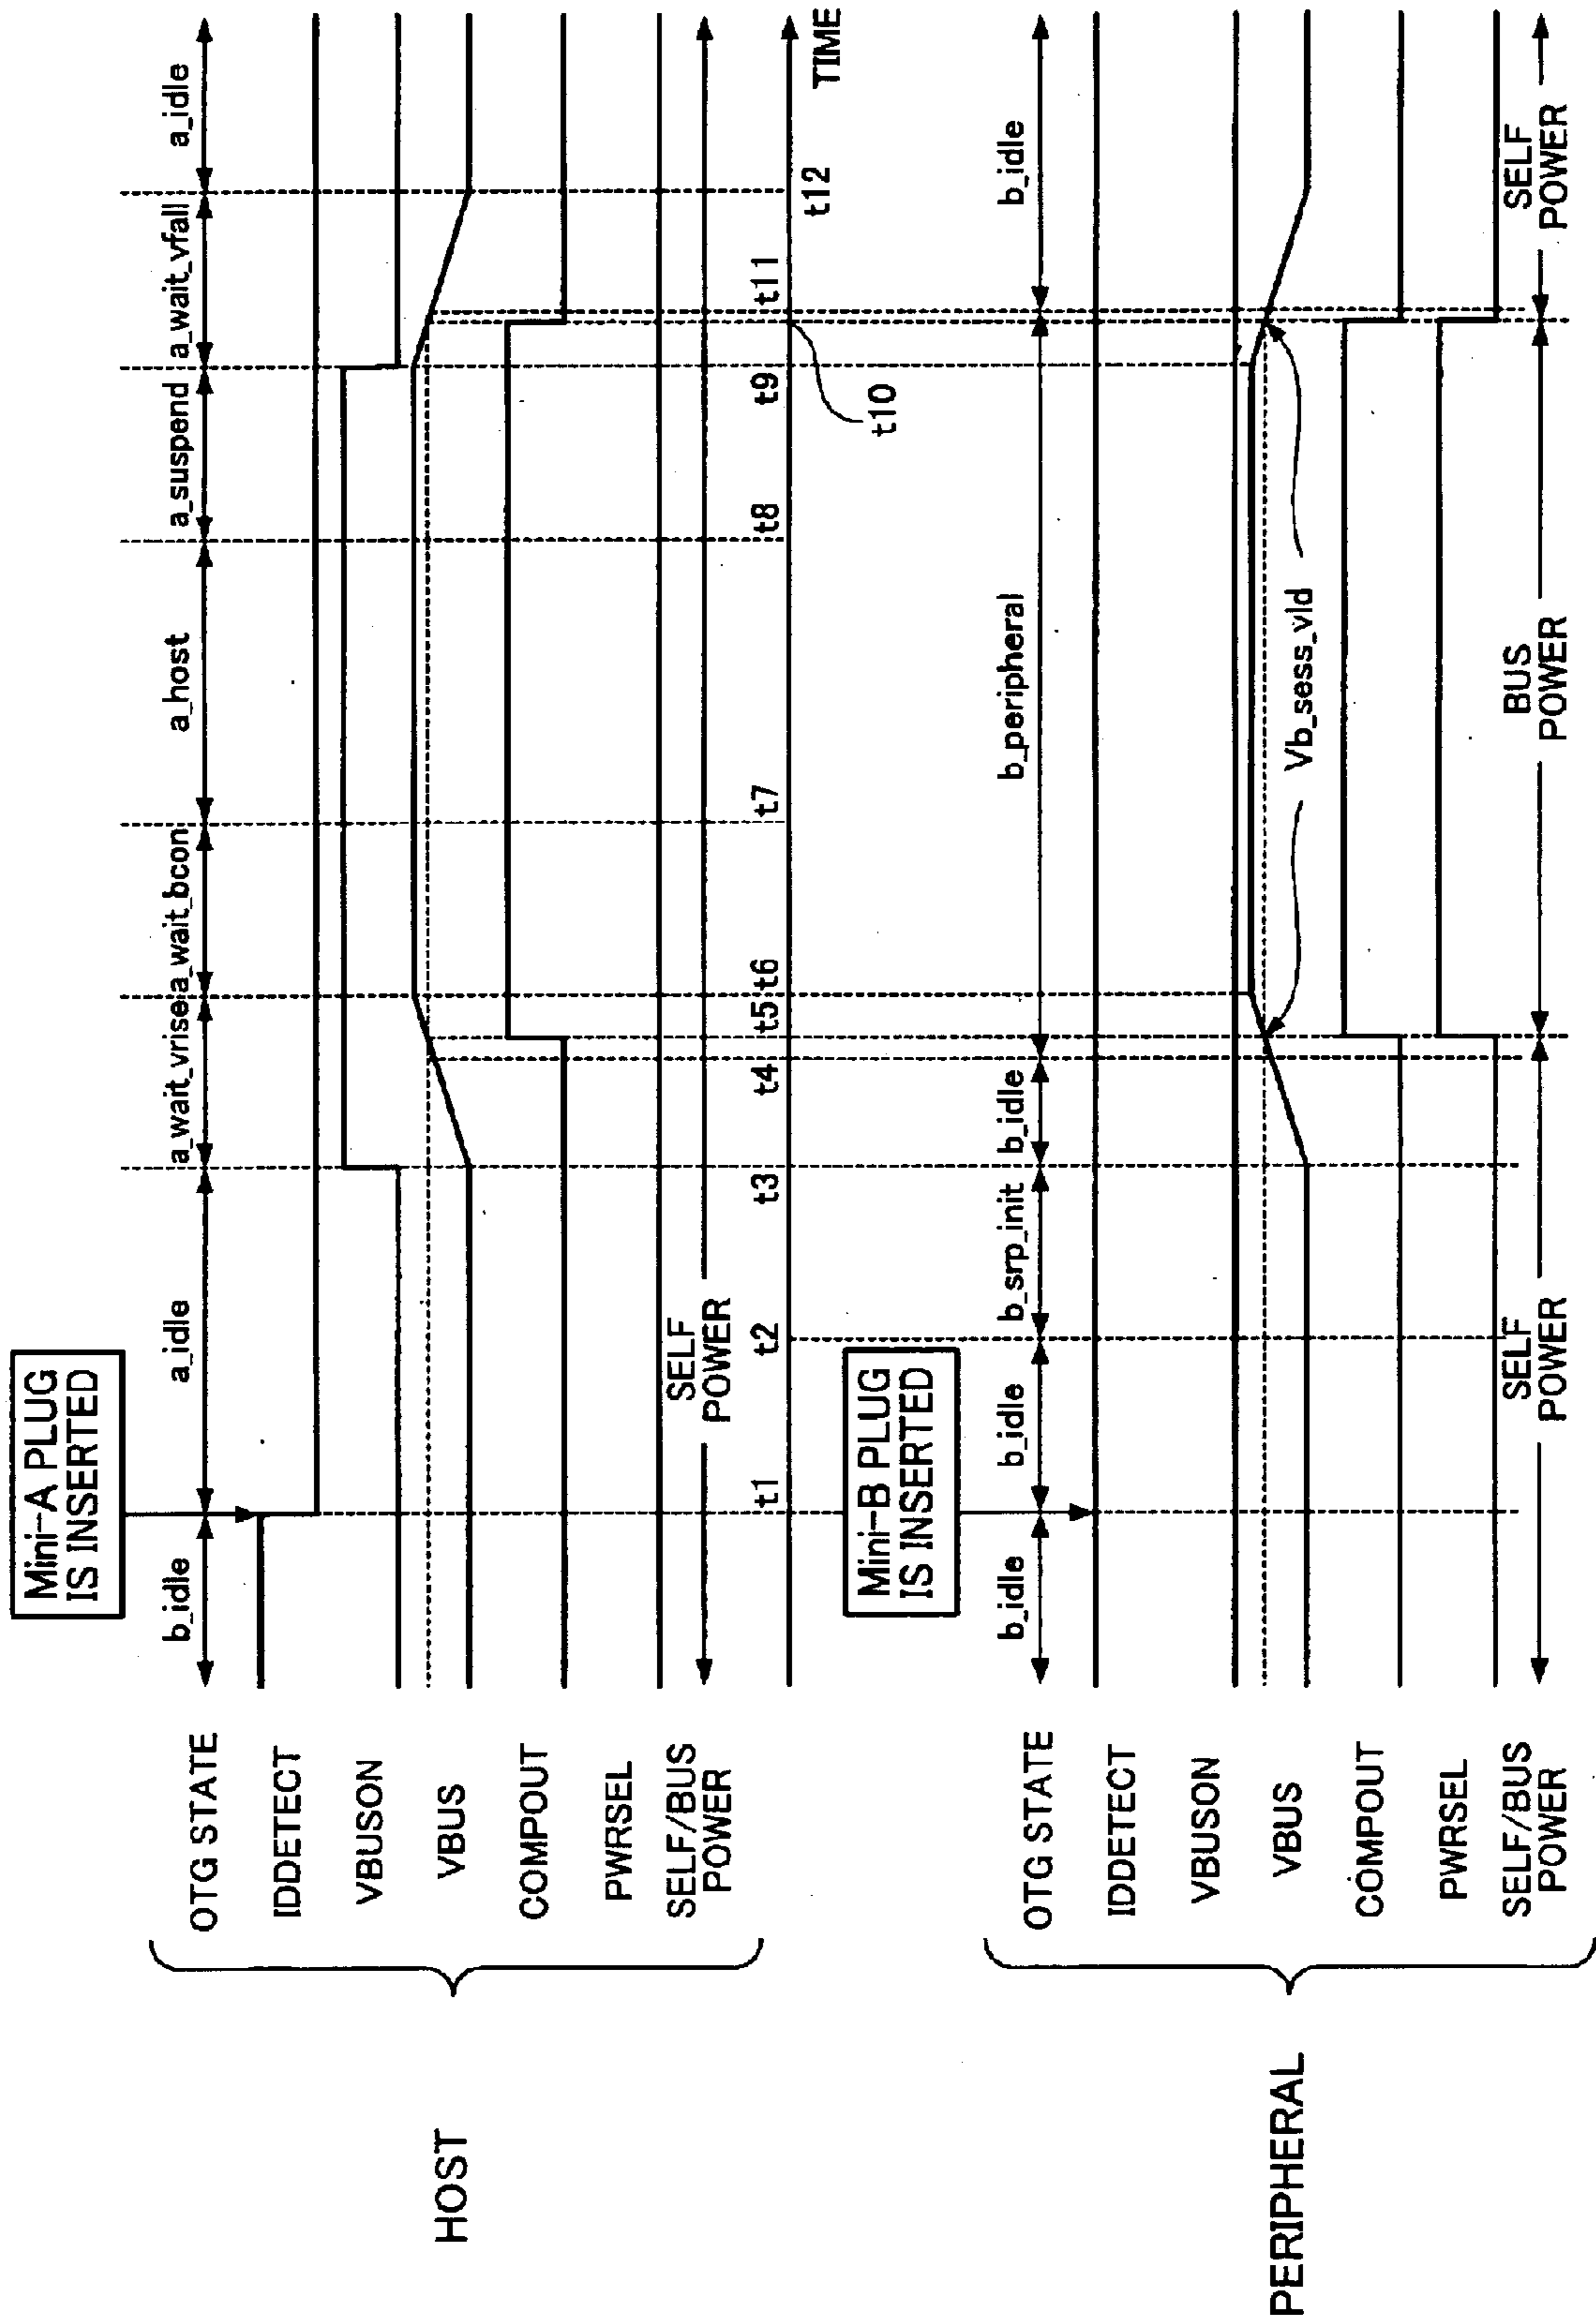 Mini-A PLUG
IS INSERTED
b_idle
a_idle
a_wait_vrise
a_wait_bcon
a_host
a_suspend
a_wait_vfall
a_idle
HOST
OTG STATE
IDDETECT
VBUSON
VBUS
COMPOUT
PWRSEL
SELF/BUS
POWER
SELF
POWER
t1
t2
t3
t4
t5
t6
t7
t8
t9
t10
t11
t12
TIME
Mini-B PLUG
IS INSERTED
b_idle
b_idle
b_srp_init
b_idle
b_peripheral
b_idle
PERIPHERAL
OTG STATE
IDDETECT
VBUSON
VBUS
COMPOUT
PWRSEL
SELF/BUS
POWER
Vb_sess_vld
SELF
POWER
BUS
POWER
SELF
POWER